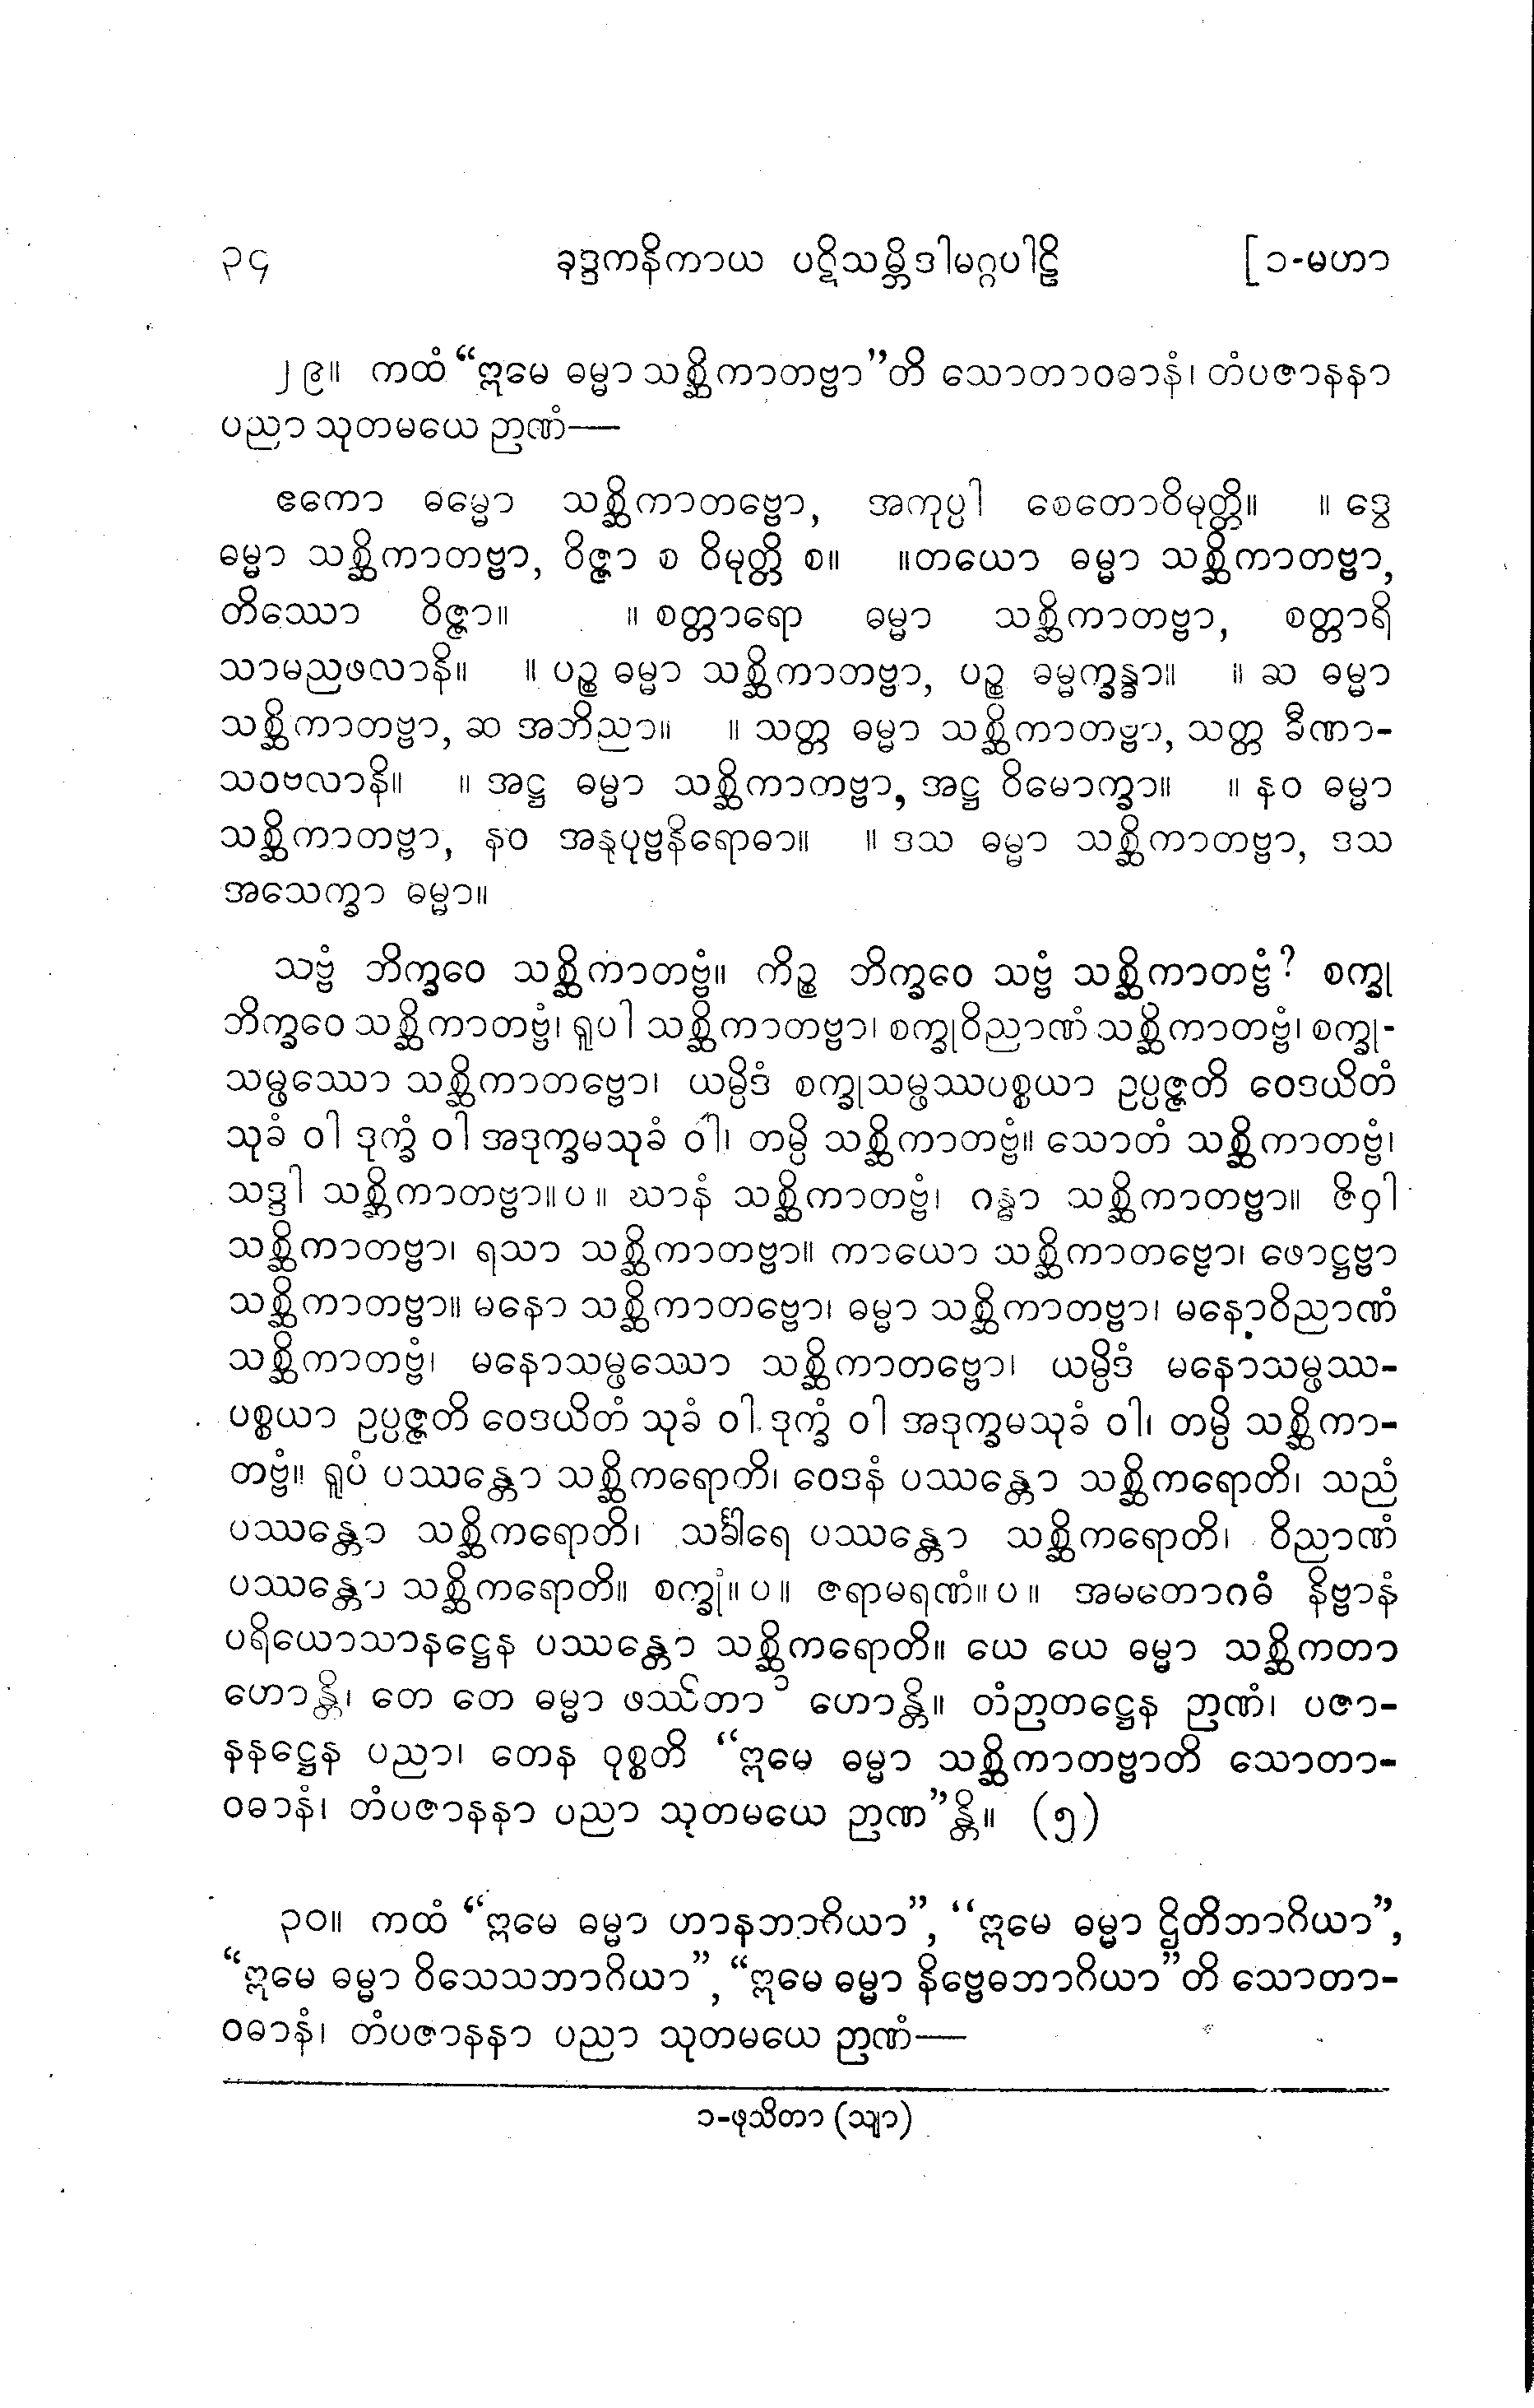 ၃၄ ခုဒ္ဒကနိကာယ ပဋိသမ္ဘိဒါမဂ္ဂပါဠိ [ ၁-မဟာ
၂၉။ ကထံ “ဣမေ ဓမ္မာ သစ္ဆိကာတဗ္ဗာ”တိ သောတာဝဓာနံ၊ တံပဇာနနာ
ပညာ သုတမယေ ဉာဏံ—
ဧကော ဓမ္မော သစ္ဆိကာတဗ္ဗော, အကုပ္ပါ စေတောဝိမုတ္တိ။ ။ ဒွေ
ဓမ္မာ သစ္ဆိကာတဗ္ဗာ, ဝိဇ္ဇာ စ ဝိမုတ္တိ စ။ ။တယော ဓမ္မာ သစ္ဆိကာတဗ္ဗာ,
တိဿော ဝိဇ္ဇာ။ ။ စတ္တာရော ဓမ္မာ သစ္ဆိကာတဗ္ဗာ, စတ္တာရိ
သာမညဖလာနိ။ ။ ပဉ္စ ဓမ္မာ သစ္ဆိကာတဗ္ဗာ, ပဉ္စ ဓမ္မက္ခန္ဓာ။ ။ ဆ ဓမ္မာ
သစ္ဆိကာတဗ္ဗာ, ဆ အဘိညာ။ ။ သတ္တ ဓမ္မာ သစ္ဆိကာတဗ္ဗာ, သတ္တ ခီဏာ-
သဝဗလာနိ။ ။ အဋ္ဌ ဓမ္မာ သစ္ဆိကာတဗ္ဗာ, အဋ္ဌ ဝိမောက္ခာ။ ။ နဝ ဓမ္မာ
သစ္ဆိကာတဗ္ဗာ, နဝ အနုပုဗ္ဗနိရောဓာ။ ။ ဒသ ဓမ္မာ သစ္ဆိကာတဗ္ဗာ, ဒသ
အသေက္ခာ ဓမ္မာ။
သဗ္ဗံ ဘိက္ခဝေ သစ္ဆိကာတဗ္ဗံ။ ကိဉ္စ ဘိက္ခဝေ သဗ္ဗံ သစ္ဆိကာတဗ္ဗံ? စက္ခု
ဘိက္ခဝေ သစ္ဆိကာတဗ္ဗံ၊ ရူပါ သစ္ဆိကာတဗ္ဗာ၊ စက္ခုဝိညာဏံ သစ္ဆိကာတဗ္ဗံ၊ စက္ခု-
သမ္ဖဿော သစ္ဆိကာတဗ္ဗော၊ ယမ္ပိဒံ စက္ခုသမ္ဖဿပစ္စယာ ဥပ္ပဇ္ဇတိ ဝေဒယိတံ
သုခံ ဝါ ဒုက္ခံ ဝါ အဒုက္ခမသုခံ ဝါ၊ တမ္ပိ သစ္ဆိကာတဗ္ဗံ။ သောတံ သစ္ဆိကာတဗ္ဗံ၊
သဒ္ဒါ သစ္ဆိကာတဗ္ဗာ။ပ။ ဃာနံ သစ္ဆိကာတဗ္ဗံ၊ ဂန္ဓာ သစ္ဆိကာတဗ္ဗာ။ ဇိဝှါ
သစ္ဆိကာတဗ္ဗာ၊ ရသာ သစ္ဆိကာတဗ္ဗာ။ ကာယော သစ္ဆိကာတဗ္ဗော၊ ဖောဋ္ဌဗ္ဗာ
သစ္ဆိကာတဗ္ဗာ။ မနော သစ္ဆိကာတဗ္ဗော၊ ဓမ္မာ သစ္ဆိကာတဗ္ဗာ၊ မနောဝိညာဏံ
သစ္ဆိကာတဗ္ဗံ၊ မနောသမ္ဖဿော သစ္ဆိကာတဗ္ဗော၊ ယမ္ပိဒံ မနောသမ္ဖဿ-
ပစ္စယာ ဥပ္ပဇ္ဇတိ ဝေဒယိတံ သုခံ ဝါ ဒုက္ခံ ဝါ အဒုက္ခမသုခံ ဝါ၊ တမ္ပိ သစ္ဆိကာ-
တဗ္ဗံ။ ရူပံ ပဿန္တော သစ္ဆိကရောတိ၊ ဝေဒနံ ပဿန္တော သစ္ဆိကရောတိ၊ သညံ
ပဿန္တော သစ္ဆိကရောတိ၊ သင်္ခါရေ ပဿန္တော သစ္ဆိကရောတိ၊ ဝိညာဏံ
ပဿန္တော သစ္ဆိကရောတိ။ စက္ခုံ။ပ။ ဇရာမရဏံ။ပ။ အမတောဂဓံ နိဗ္ဗာနံ
ပရိယောသာနဋ္ဌေန ပဿန္တော သစ္ဆိကရောတိ။ ယေ ယေ ဓမ္မာ သစ္ဆိကတာ
ဟောန္တိ၊ တေ တေ ဓမ္မာ ဖဿိတာ ၁ ဟောန္တိ။ တံဉာတဋ္ဌေန ဉာဏံ၊ ပဇာ-
နနဋ္ဌေန ပညာ၊ တေန ဝုစ္စတိ “ဣမေ ဓမ္မာ သစ္ဆိကာတဗ္ဗာတိ သောတာ-
ဝဓာနံ၊ တံပဇာနနာ ပညာ သုတမယေ ဉာဏ”န္တိ။ (၅)
၃၀။ ကထံ “ဣမေ ဓမ္မာ ဟာနဘာဂိယာ”, “ဣမေ ဓမ္မာ ဌိတိဘာဂိယာ”,
“ဣမေ ဓမ္မာ ဝိသေသဘာဂိယာ”, “ဣမေ ဓမ္မာ နိဗ္ဗေဓဘာဂိယာ”တိ သောတာ-
ဝဓာနံ၊ တံပဇာနနာ ပညာ သုတမယေ ဉာဏံ—
၁-ဖုသိတာ (သျာ)